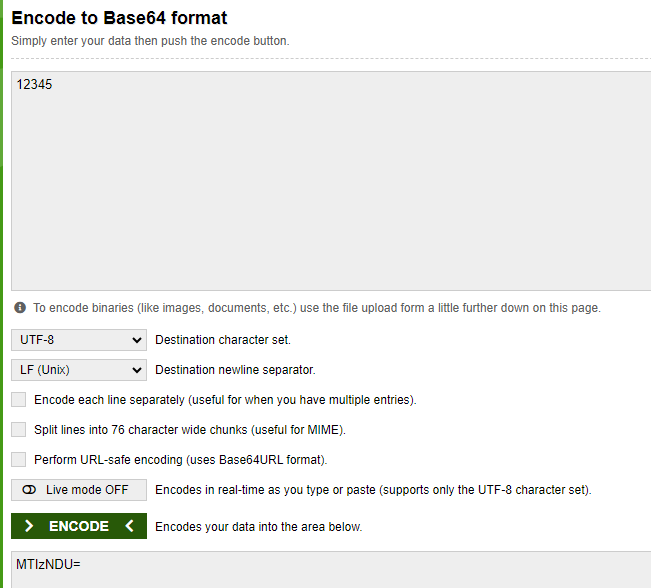 Encode to Base64 format
Simply enter your data then push the encode button.
12345
To encode binaries (like images, documents, etc.) use the file upload form a little further down on this page.
UTF-8 Destination character set.
LF (Unix) Destination newline separator.
Encode each line separately (useful for when you have multiple entries).
Split lines into 76 character wide chunks (useful for MIME).
Perform URL-safe encoding (uses Base64URL format).
Live mode OFF Encodes in real-time as you type or paste (supports only the UTF-8 character set).
ENCODE Encodes your data into the area below.
MTIzNDU=